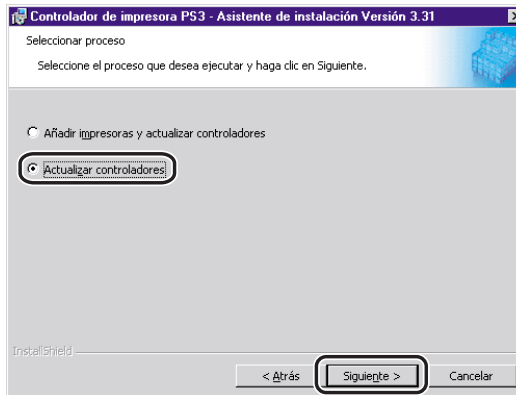 Controlador de impresora PS3 - Asistente de instalación Versión 3.31
Seleccionar proceso
Seleccione el proceso que desea ejecutar y haga clic en Siguiente.
Añadir impresoras y actualizar controladores
Actualizar controladores
InstallShield
< Atrás Siguiente > Cancelar